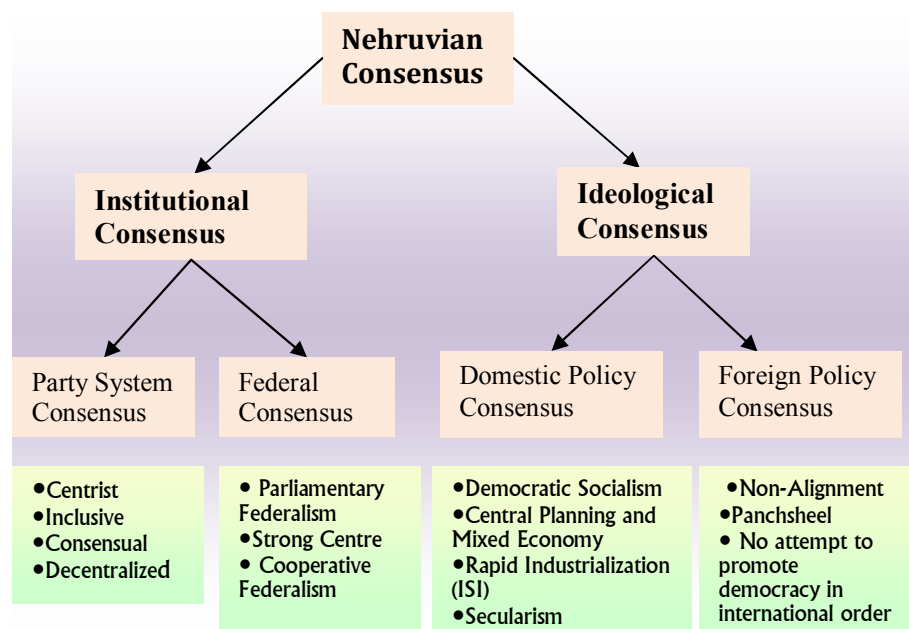 Nehruvian
Consensus
Institutional
Consensus
Ideological
Consensus
Party System
Consensus
Federal
Consensus
Domestic Policy
Consensus
Foreign Policy
Consensus
•Centrist
•Inclusive
•Consensual
•Decentralized
• Parliamentary
Federalism
•Strong Centre
• Cooperative
Federalism
•Democratic Socialism
•Central Planning and
Mixed Economy
•Rapid Industrialization
(ISI)
•Secularism
•Non-Alignment
•Panchsheel
• No attempt to
promote
democracy in
international order